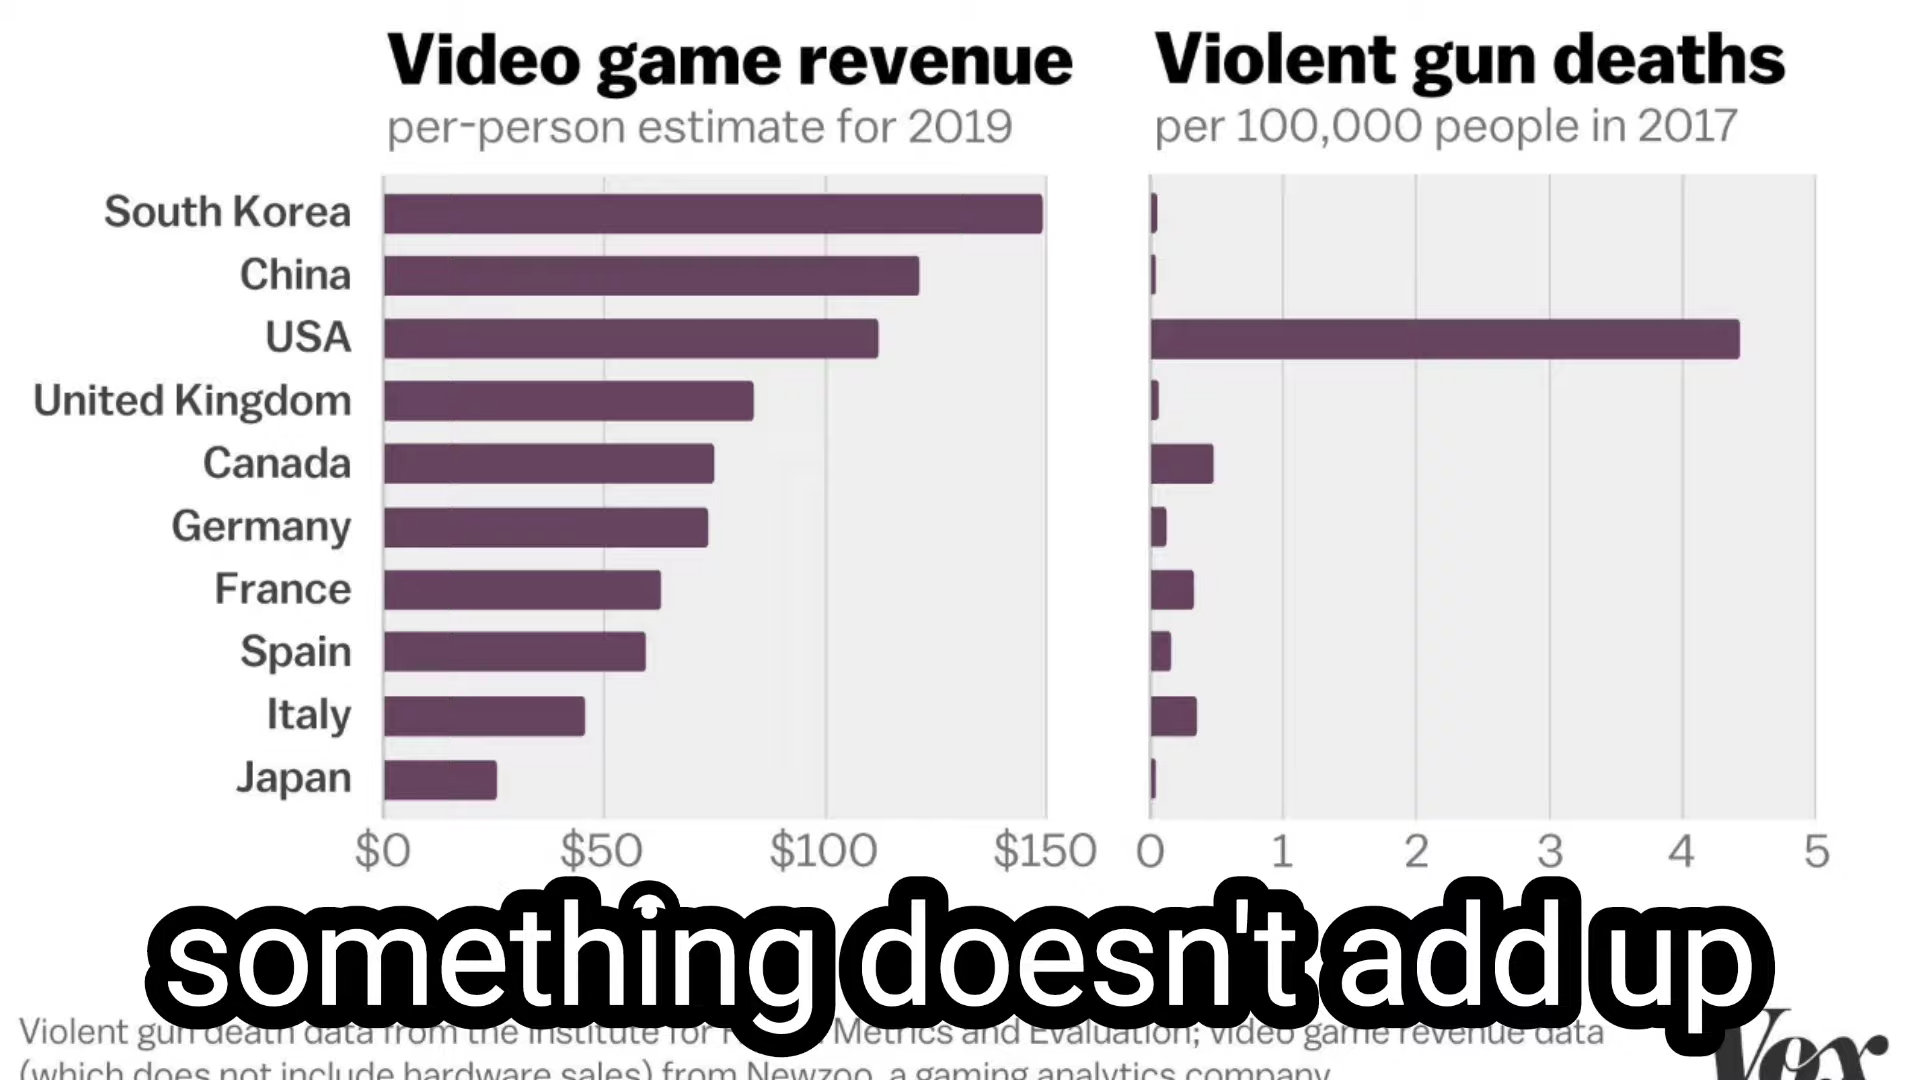 Video game revenue
per-person estimate for 2019
Violent gun deaths
per 100,000 people in 2017
South Korea
China
USA
United Kingdom
Canada
Germany
France
Spain
Italy
Japan
$0 $50 $100 $150
0 1 2 3 4 5
something doesn't add up
Violent gun death data from the Institute for Metrics and Evaluation; video game revenue data
(which does not include hardware sales) from Newzoo, a gaming analytics company
Vox